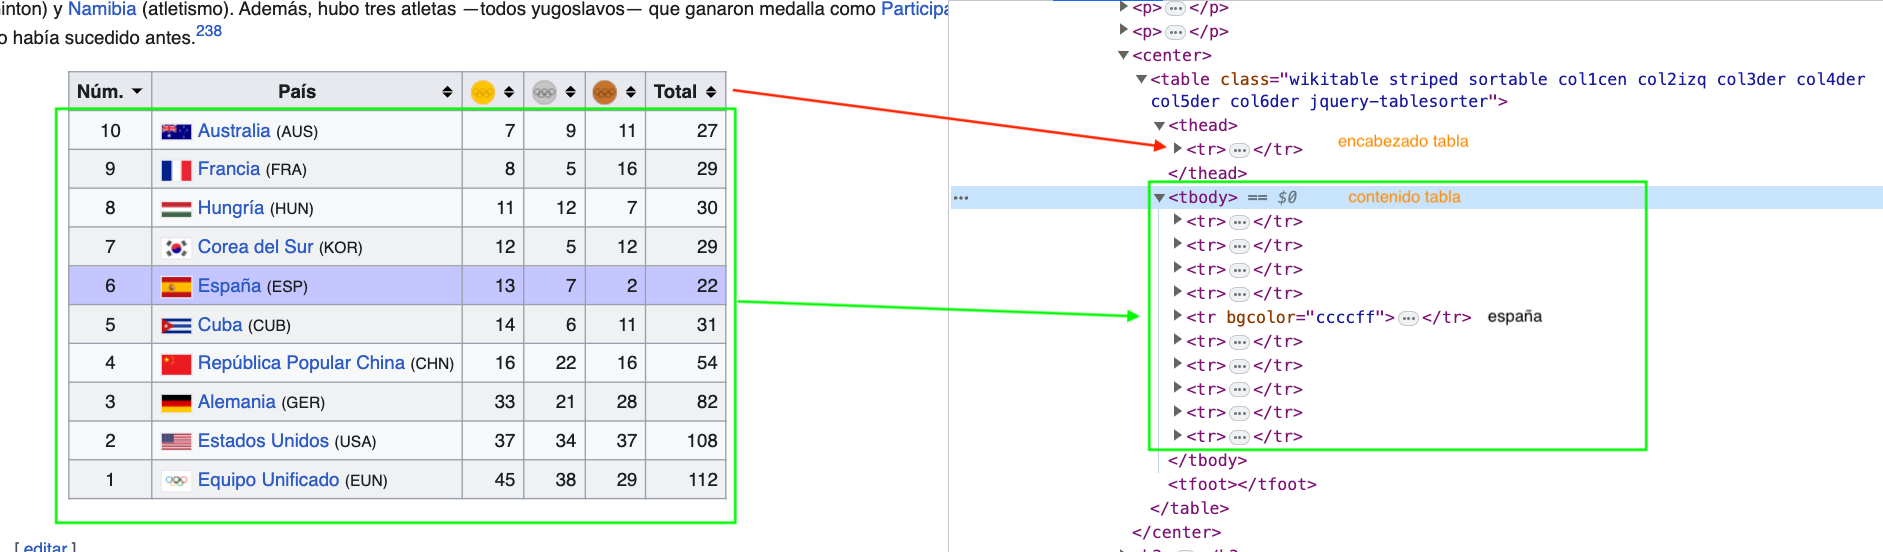 inton) y Namibia (atletismo). Además, hubo tres atletas —todos yugoslavos— que ganaron medalla como Participa
o había sucedido antes.238
Núm. País Total
10 Australia (AUS) 7 9 11 27
9 Francia (FRA) 8 5 16 29
8 Hungría (HUN) 11 12 7 30
7 Corea del Sur (KOR) 12 5 12 29
6 España (ESP) 13 7 2 22
5 Cuba (CUB) 14 6 11 31
4 República Popular China (CHN) 16 22 16 54
3 Alemania (GER) 33 21 28 82
2 Estados Unidos (USA) 37 34 37 108
1 Equipo Unificado (EUN) 45 38 29 112
[ editar ]
<p>…</p>
<p>…</p>
<center>
<table class="wikitable striped sortable col1cen col2izq col3der col4der
col5der col6der jquery-tablesorter">
<thead>
<tr>…</tr> encabezado tabla
</thead>
… <tbody> == $0 contenido tabla
<tr>…</tr>
<tr>…</tr>
<tr>…</tr>
<tr>…</tr>
<tr bgcolor="ccccff">…</tr> españa
<tr>…</tr>
<tr>…</tr>
<tr>…</tr>
<tr>…</tr>
<tr>…</tr>
</tbody>
<tfoot></tfoot>
</table>
</center>